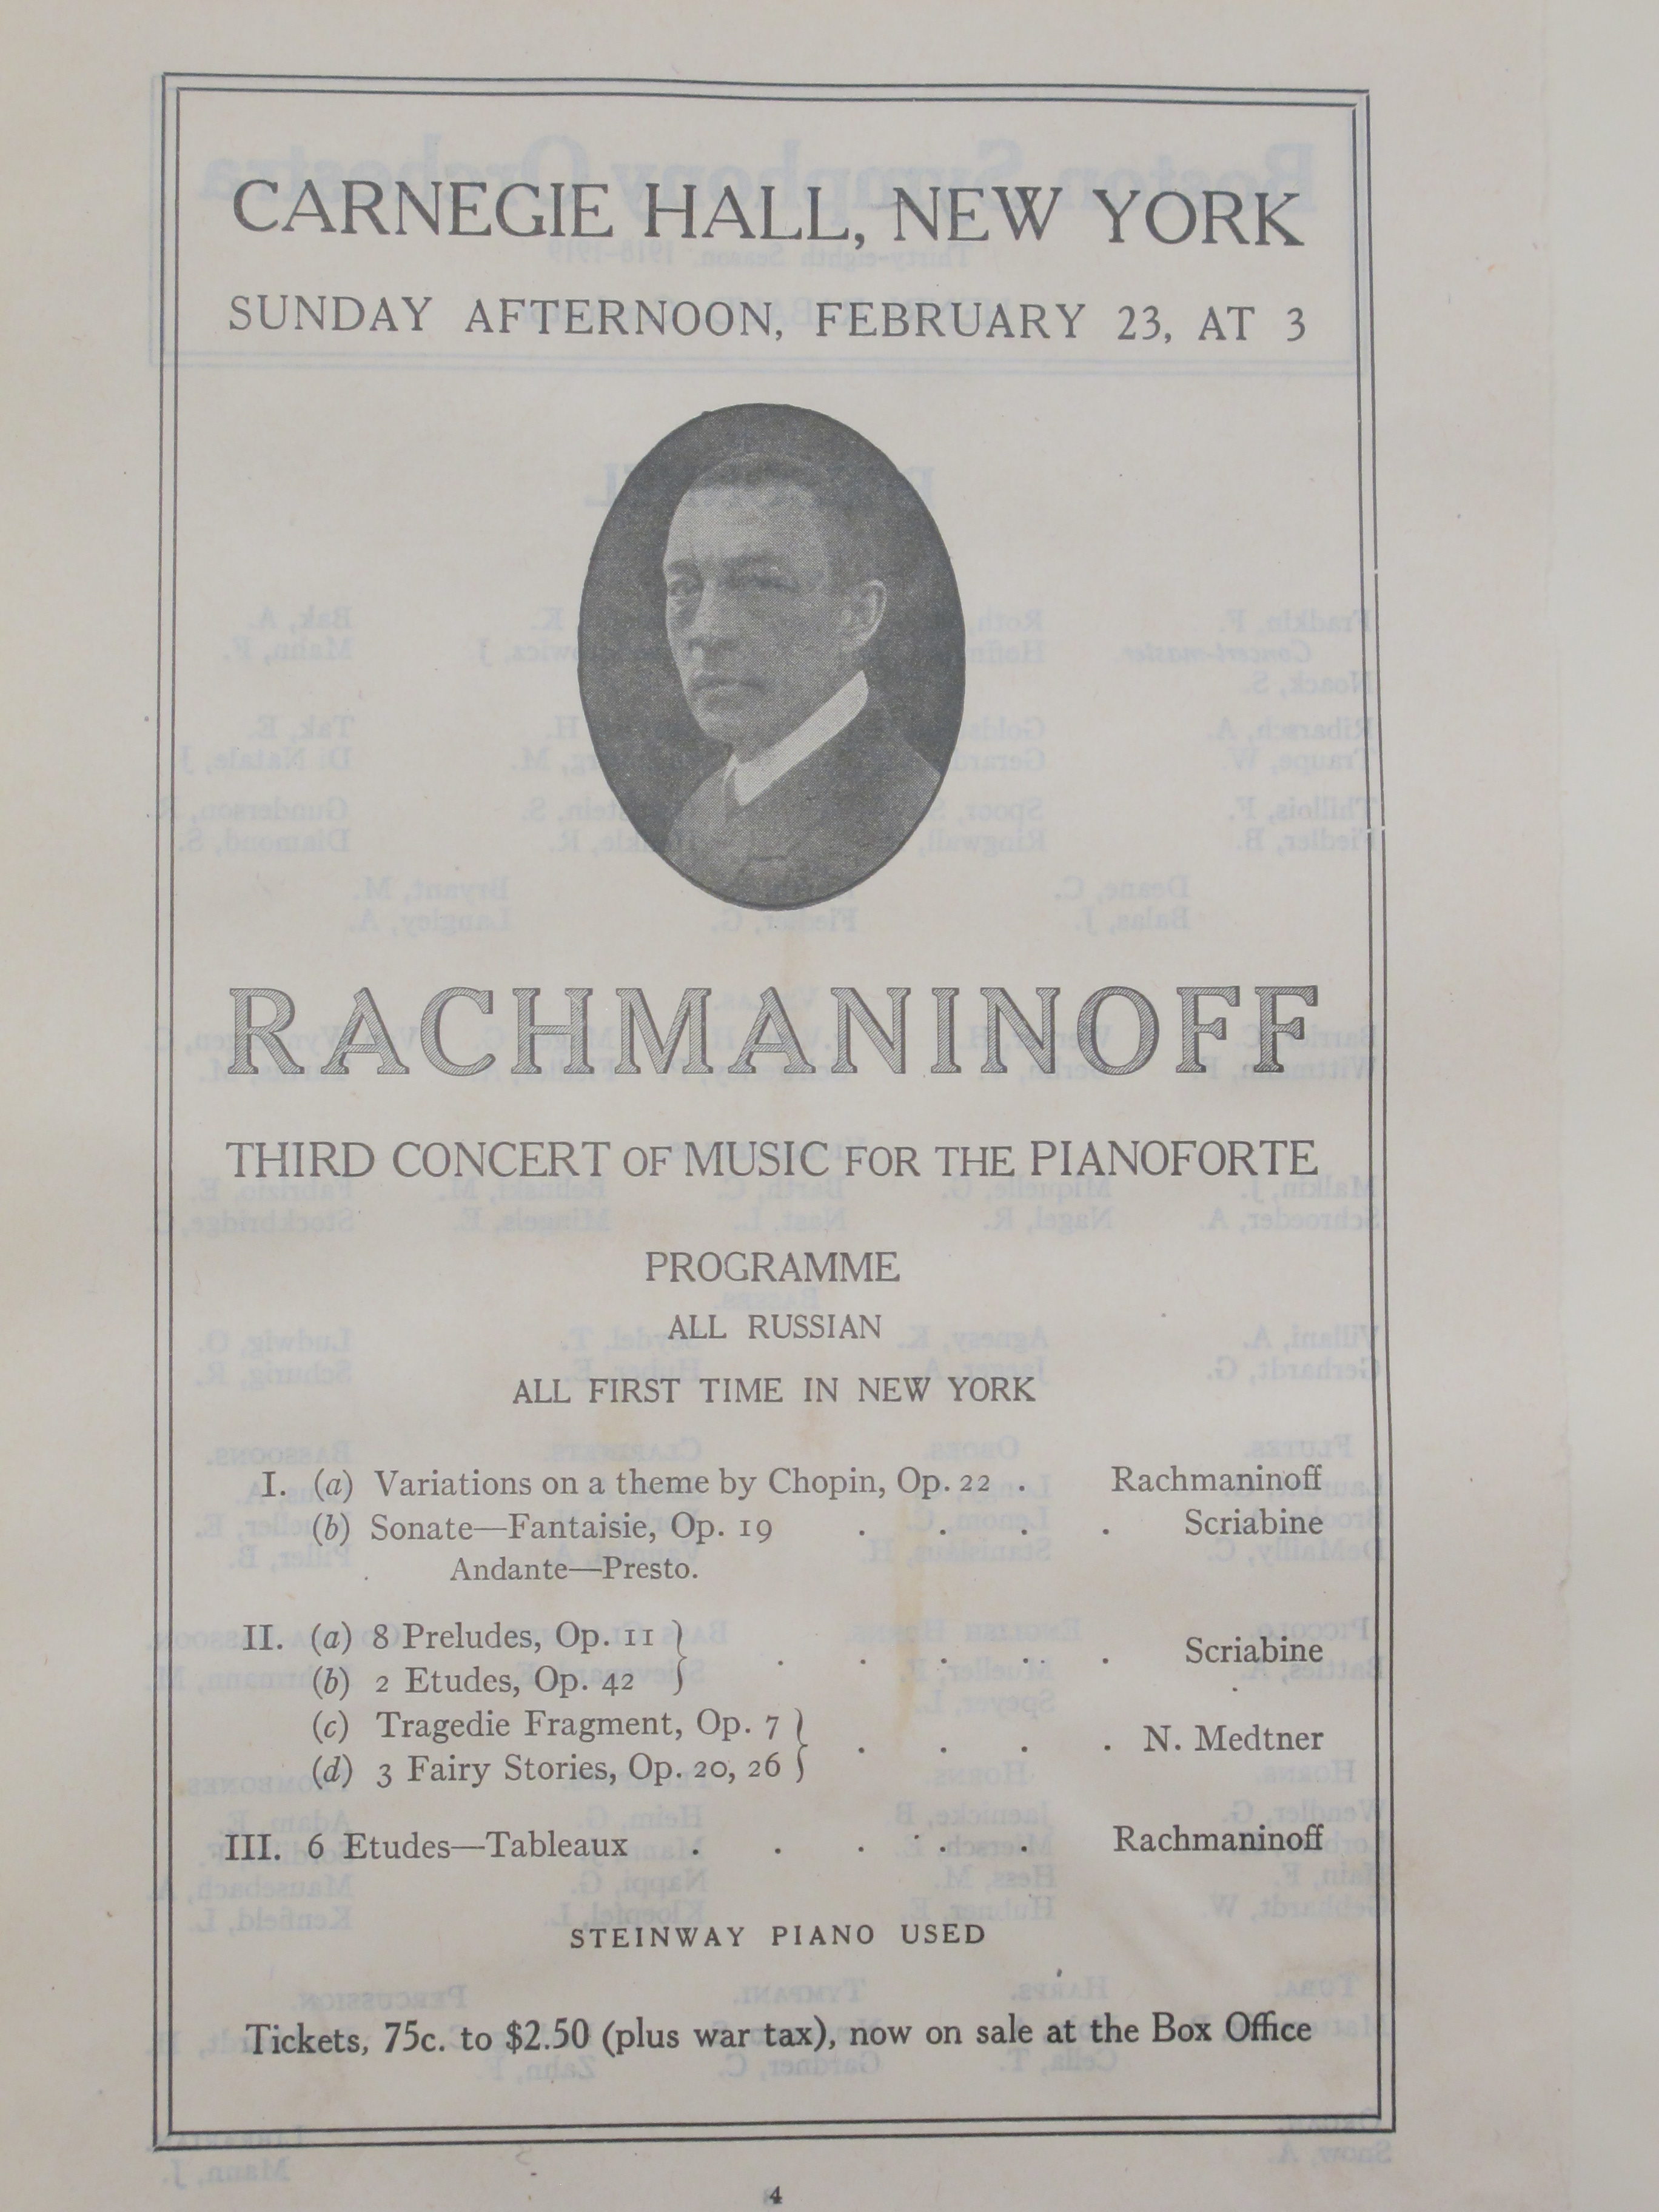 CARNEGIE HALL, NEW YORK
SUNDAY AFTERNOON, FEBRUARY 23, AT 3
RACHMANINOFF
THIRD CONCERT OF MUSIC FOR THE PIANOFORTE
PROGRAMME
ALL RUSSIAN
ALL FIRST TIME IN NEW YORK
I. (a) Variations on a theme by Chopin, Op. 22 . Rachmaninoff
(b) Sonate—Fantaisie, Op. 19 . . . . Scriabine
Andante—Presto.
II. (a) 8 Preludes, Op. 11
(b) 2 Etudes, Op. 42 } . . . . . Scriabine
(c) Tragedie Fragment, Op. 7
(d) 3 Fairy Stories, Op. 20, 26 } . . . . N. Medtner
III. 6 Etudes—Tableaux . . . . . Rachmaninoff
STEINWAY PIANO USED
Tickets, 75c. to $2.50 (plus war tax), now on sale at the Box Office
4